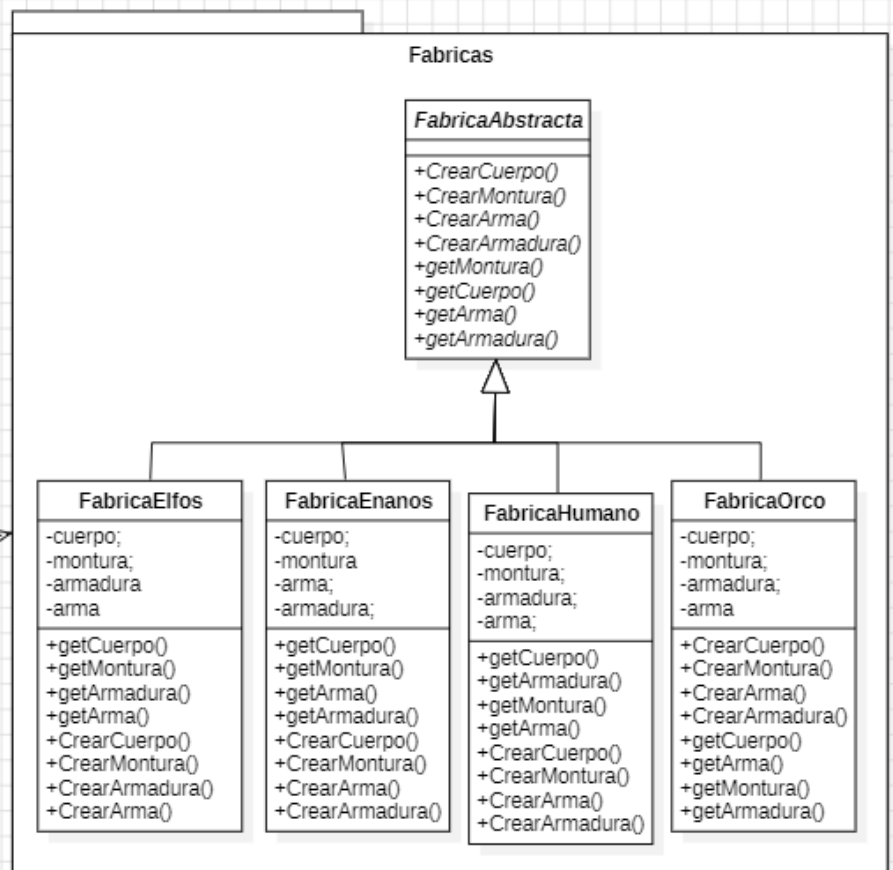 Fabricas
FabricaAbstracta
+CrearCuerpo()
+CrearMontura()
+CrearArma()
+CrearArmadura()
+getMontura()
+getCuerpo()
+getArma()
+getArmadura()
FabricaElfos
-cuerpo;
-montura;
-armadura
-arma
+getCuerpo()
+getMontura()
+getArmadura()
+getArma()
+CrearCuerpo()
+CrearMontura()
+CrearArmadura()
+CrearArma()
FabricaEnanos
-cuerpo;
-montura
-arma;
-armadura;
+getCuerpo()
+getMontura()
+getArma()
+getArmadura()
+CrearCuerpo()
+CrearMontura()
+CrearArma()
+CrearArmadura()
FabricaHumano
-cuerpo;
-montura;
-armadura;
-arma;
+getCuerpo()
+getArmadura()
+getMontura()
+getArma()
+CrearCuerpo()
+CrearMontura()
+CrearArma()
+CrearArmadura()
FabricaOrco
-cuerpo;
-montura;
-armadura;
-arma
+CrearCuerpo()
+CrearMontura()
+CrearArma()
+CrearArmadura()
+getCuerpo()
+getArma()
+getMontura()
+getArmadura()